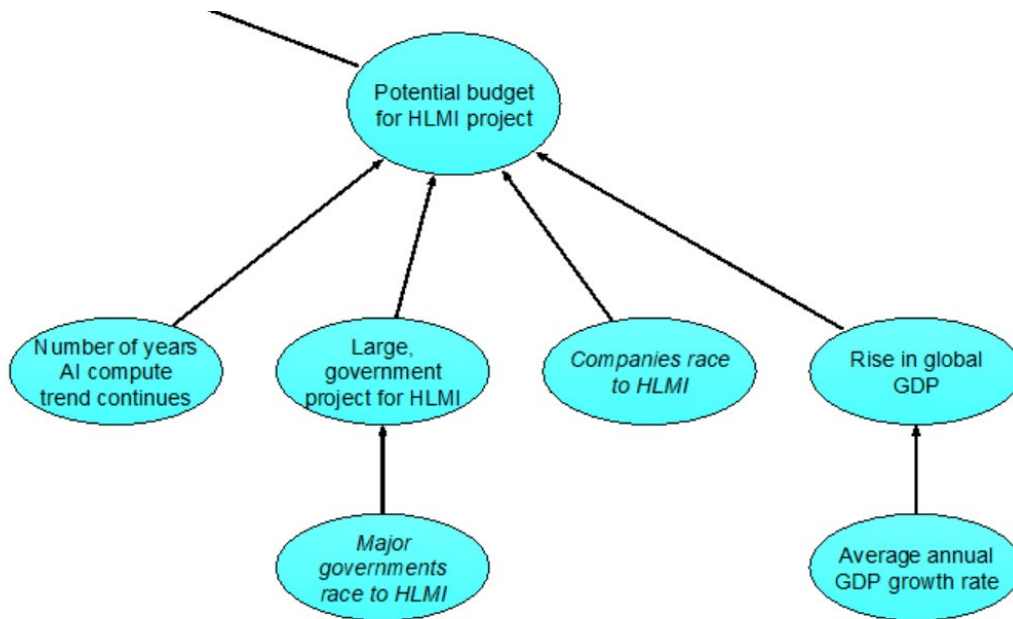 Potential budget
for HLMI project
Number of years
AI compute
trend continues
Large,
government
project for HLMI
Companies race
to HLMI
Rise in global
GDP
Major
governments
race to HLMI
Average annual
GDP growth rate